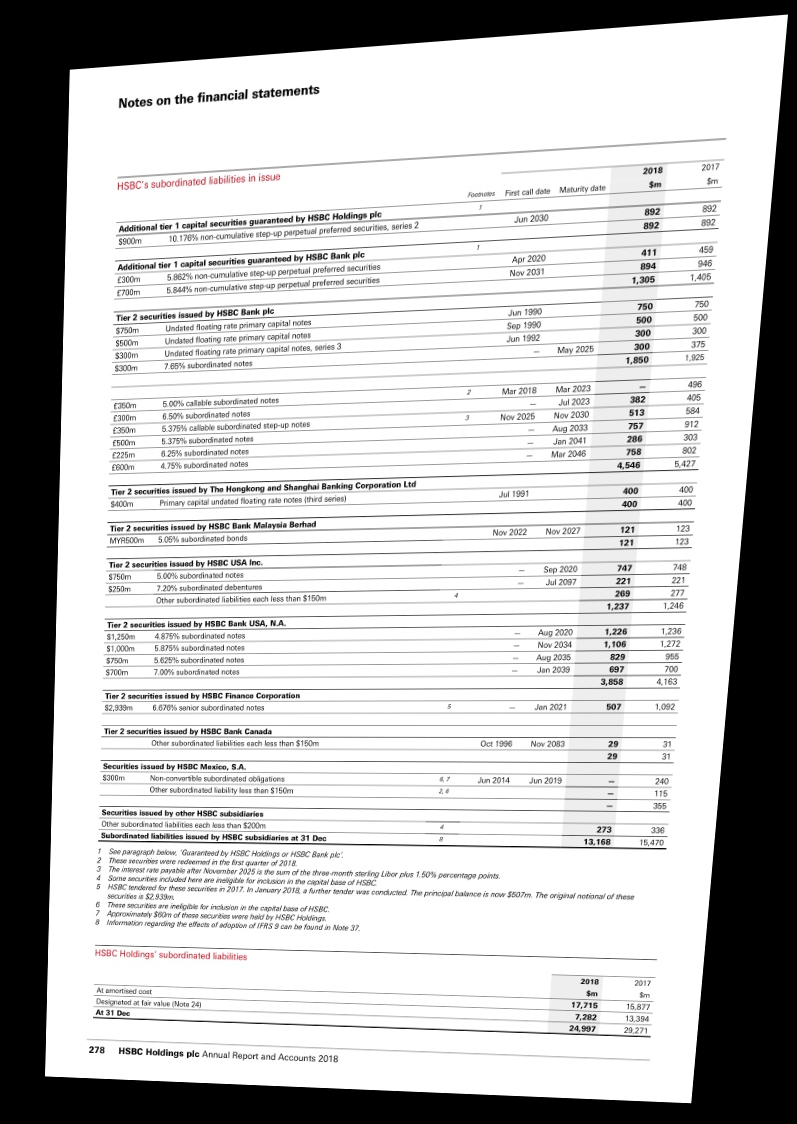 Notes on the financial statements
HSBC's subordinated liabilities in issue
2018 2017
Footnotes First call date Maturity date $m $m
Additional tier 1 capital securities guaranteed by HSBC Holdings plc 1
$900m 10.176% non-cumulative step-up perpetual preferred securities, series 2 Jun 2030 892 892
892 892
Additional tier 1 capital securities guaranteed by HSBC Bank plc 1
£300m 5.862% non-cumulative step-up perpetual preferred securities Apr 2020 411 459
£700m 5.844% non-cumulative step-up perpetual preferred securities Nov 2031 894 946
1,305 1,405
Tier 2 securities issued by HSBC Bank plc
$750m Undated floating rate primary capital notes Jun 1990 750 750
$500m Undated floating rate primary capital notes Sep 1990 500 500
$300m Undated floating rate primary capital notes, series 3 Jun 1992 300 300
$300m 7.65% subordinated notes – May 2025 300 375
1,850 1,925
£350m 5.00% callable subordinated notes 2 Mar 2018 Mar 2023 – 496
£300m 6.50% subordinated notes – Jul 2023 382 405
£350m 5.375% callable subordinated step-up notes 3 Nov 2025 Nov 2030 513 584
£500m 5.375% subordinated notes – Aug 2033 757 912
£225m 6.25% subordinated notes – Jan 2041 286 303
£600m 4.75% subordinated notes – Mar 2046 758 802
4,546 5,427
Tier 2 securities issued by The Hongkong and Shanghai Banking Corporation Ltd
$400m Primary capital undated floating rate notes (third series) Jul 1991 400 400
400 400
Tier 2 securities issued by HSBC Bank Malaysia Berhad
MYR500m 5.05% subordinated bonds Nov 2022 Nov 2027 121 123
121 123
Tier 2 securities issued by HSBC USA Inc.
$750m 5.00% subordinated notes – Sep 2020 747 748
$250m 7.20% subordinated debentures – Jul 2097 221 221
Other subordinated liabilities each less than $150m 4 269 277
1,237 1,246
Tier 2 securities issued by HSBC Bank USA, N.A.
$1,250m 4.875% subordinated notes – Aug 2020 1,226 1,236
$1,000m 5.875% subordinated notes – Nov 2034 1,106 1,272
$750m 5.625% subordinated notes – Aug 2035 829 955
$700m 7.00% subordinated notes – Jan 2039 697 700
3,858 4,163
Tier 2 securities issued by HSBC Finance Corporation
$2,939m 6.676% senior subordinated notes 5 – Jan 2021 507 1,092
Tier 2 securities issued by HSBC Bank Canada
Other subordinated liabilities each less than $150m Oct 1996 Nov 2083 29 31
29 31
Securities issued by HSBC Mexico, S.A.
$300m Non-convertible subordinated obligations 6, 7 Jun 2014 Jun 2019 – 240
Other subordinated liability less than $150m 2, 6 – 115
– 355
Securities issued by other HSBC subsidiaries
Other subordinated liabilities each less than $200m 4 273 336
Subordinated liabilities issued by HSBC subsidiaries at 31 Dec 8 13,168 15,470
1 See paragraph below, 'Guaranteed by HSBC Holdings or HSBC Bank plc'.
2 These securities were redeemed in the first quarter of 2018.
3 The interest rate payable after November 2025 is the sum of the three-month sterling Libor plus 1.50% percentage points.
4 Some securities included here are ineligible for inclusion in the capital base of HSBC.
5 HSBC tendered for these securities in 2017. In January 2018, a further tender was conducted. The principal balance is now $507m. The original notional of these
securities is $2,939m.
6 These securities are ineligible for inclusion in the capital base of HSBC.
7 Approximately $60m of these securities were held by HSBC Holdings.
8 Information regarding the effects of adoption of IFRS 9 can be found in Note 37.
HSBC Holdings' subordinated liabilities
2018 2017
$m $m
At amortised cost 17,715 15,877
Designated at fair value (Note 24) 7,282 13,394
At 31 Dec 24,997 29,271
278 HSBC Holdings plc Annual Report and Accounts 2018